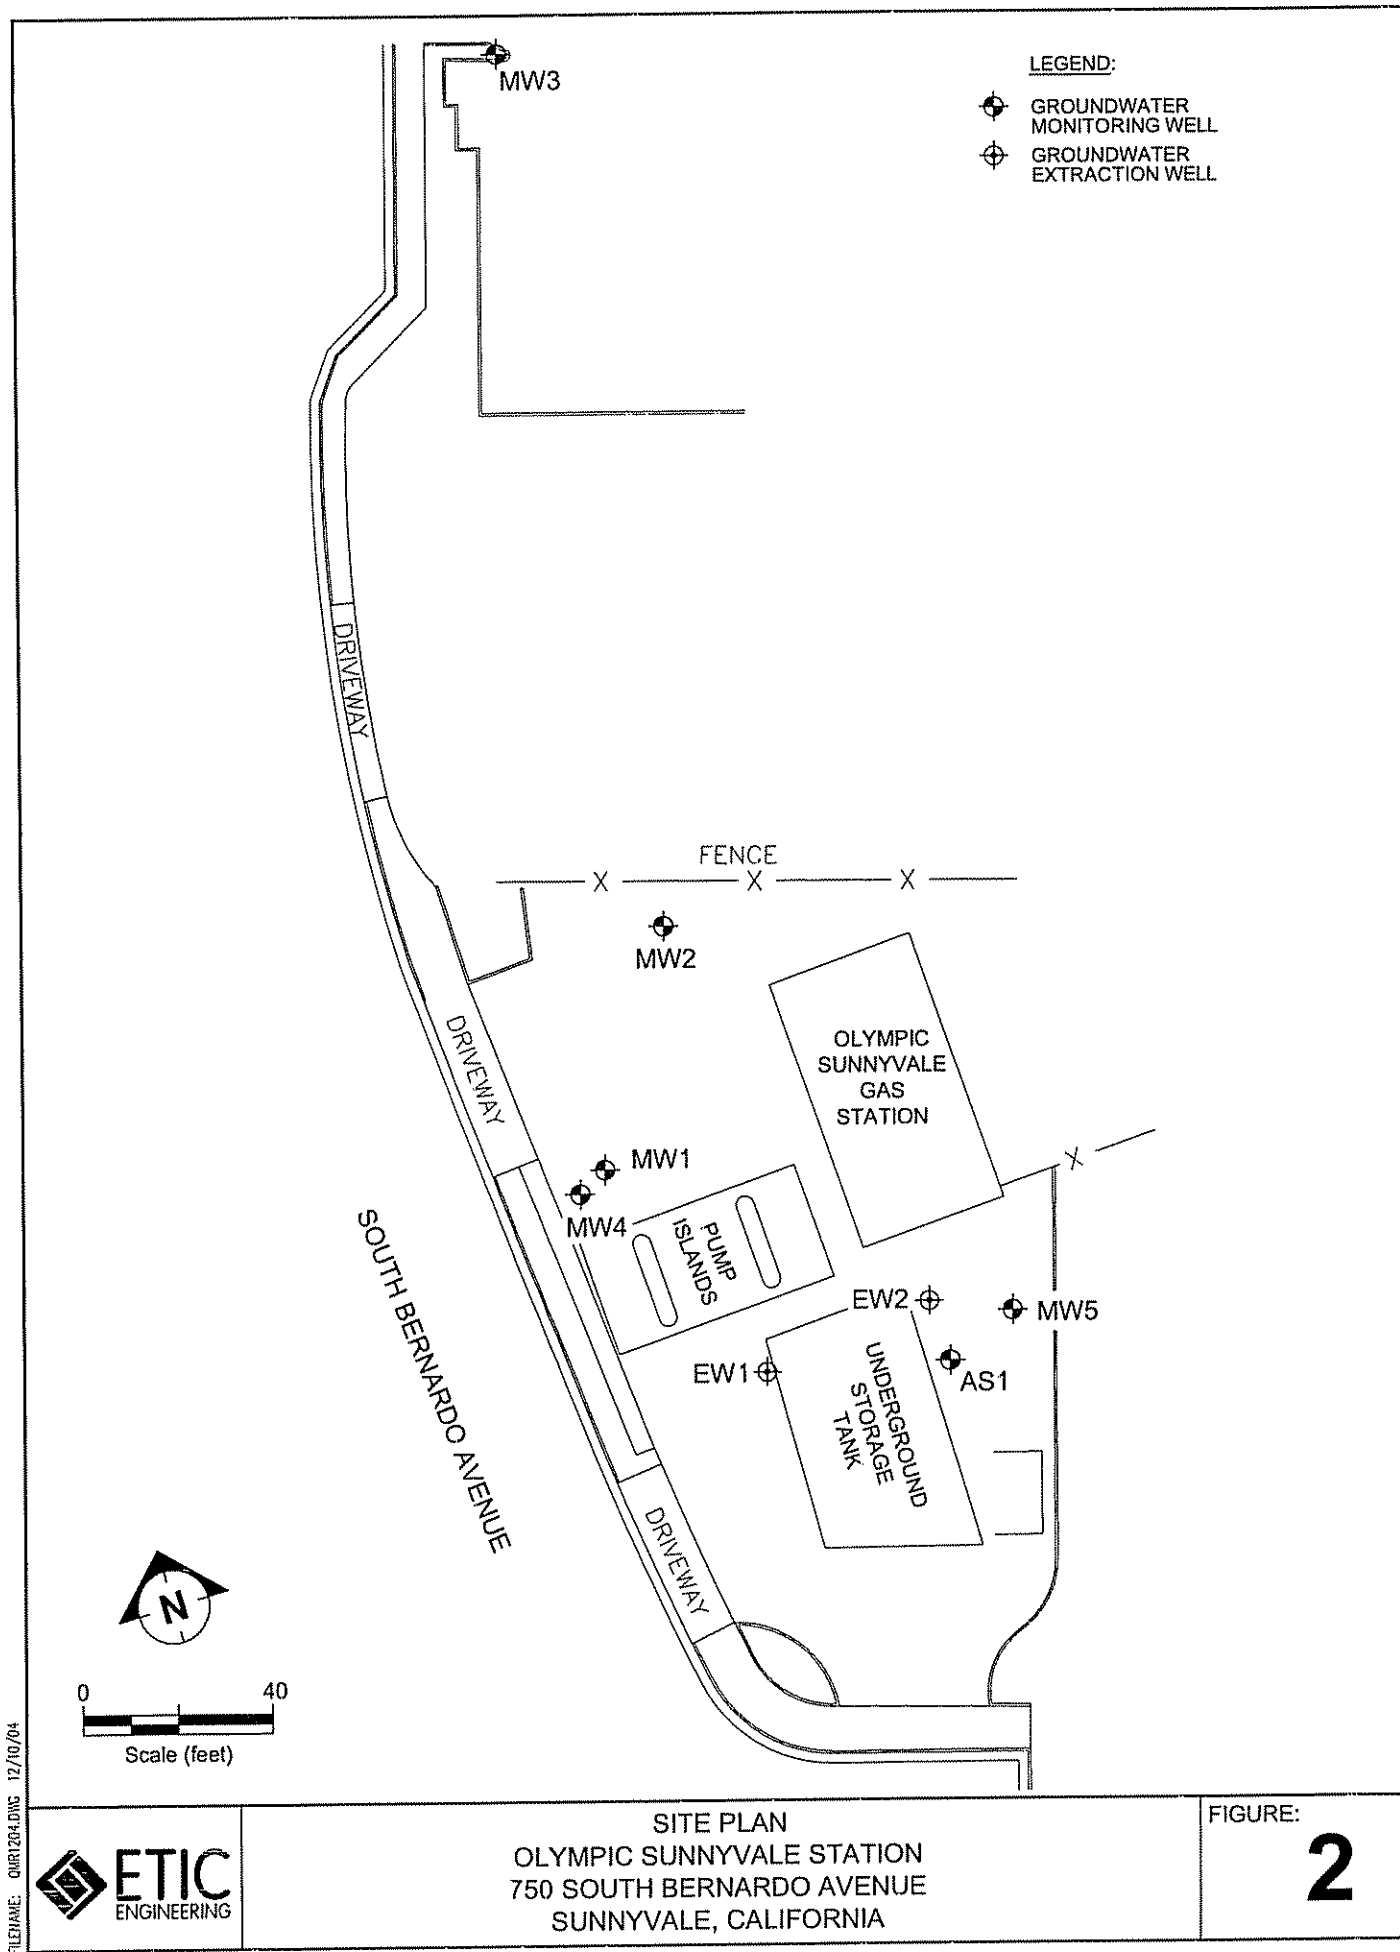 MW3
LEGEND:
GROUNDWATER
MONITORING WELL
GROUNDWATER
EXTRACTION WELL
DRIVEWAY
FENCE
X X X
MW2
DRIVEWAY
OLYMPIC
SUNNYVALE
GAS
STATION
X
MW1
MW4
PUMP
ISLANDS
SOUTH BERNARDO AVENUE
EW2
MW5
EW1
AS1
UNDERGROUND
STORAGE
TANK
DRIVEWAY
N
0 40
Scale (feet)
FILENAME: QMR1204.DWG 12/10/04
ETIC
ENGINEERING
SITE PLAN
OLYMPIC SUNNYVALE STATION
750 SOUTH BERNARDO AVENUE
SUNNYVALE, CALIFORNIA
FIGURE:
2